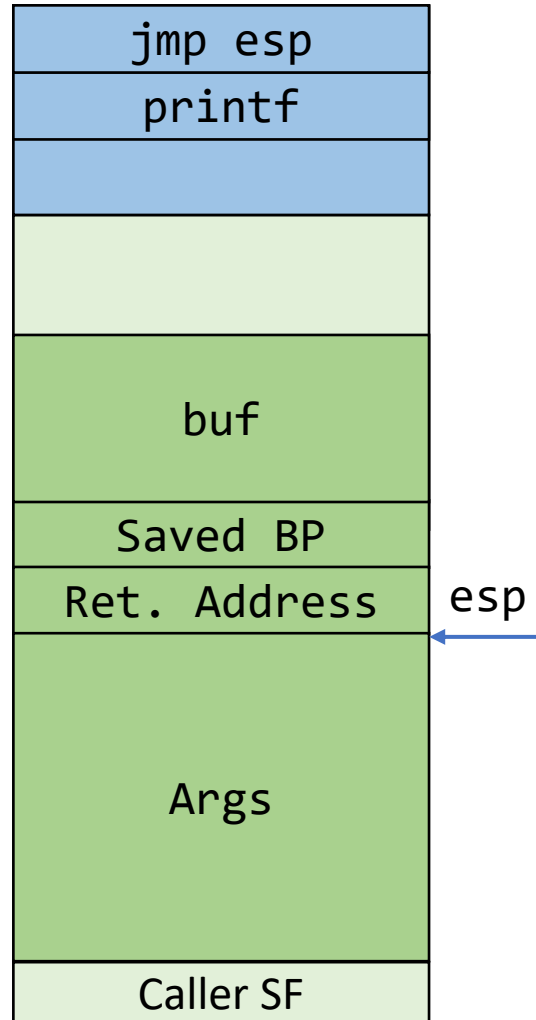 jmp esp
printf
buf
Saved BP
Ret. Address
esp
Args
Caller SF